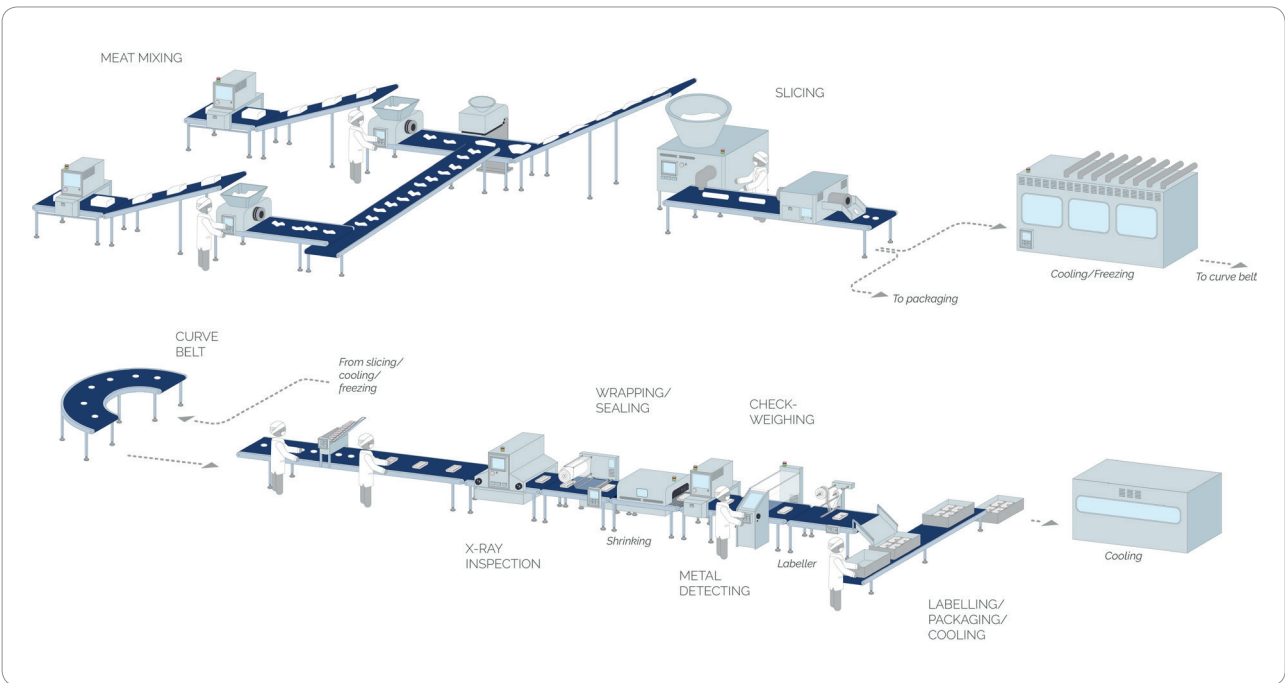 MEAT MIXING
SLICING
Cooling/Freezing
To curve belt
To packaging
CURVE
BELT
From slicing/
cooling/
freezing
WRAPPING/
SEALING
CHECK-
WEIGHING
X-RAY
INSPECTION
Shrinking
METAL
DETECTING
Labeller
LABELLING/
PACKAGING/
COOLING
Cooling